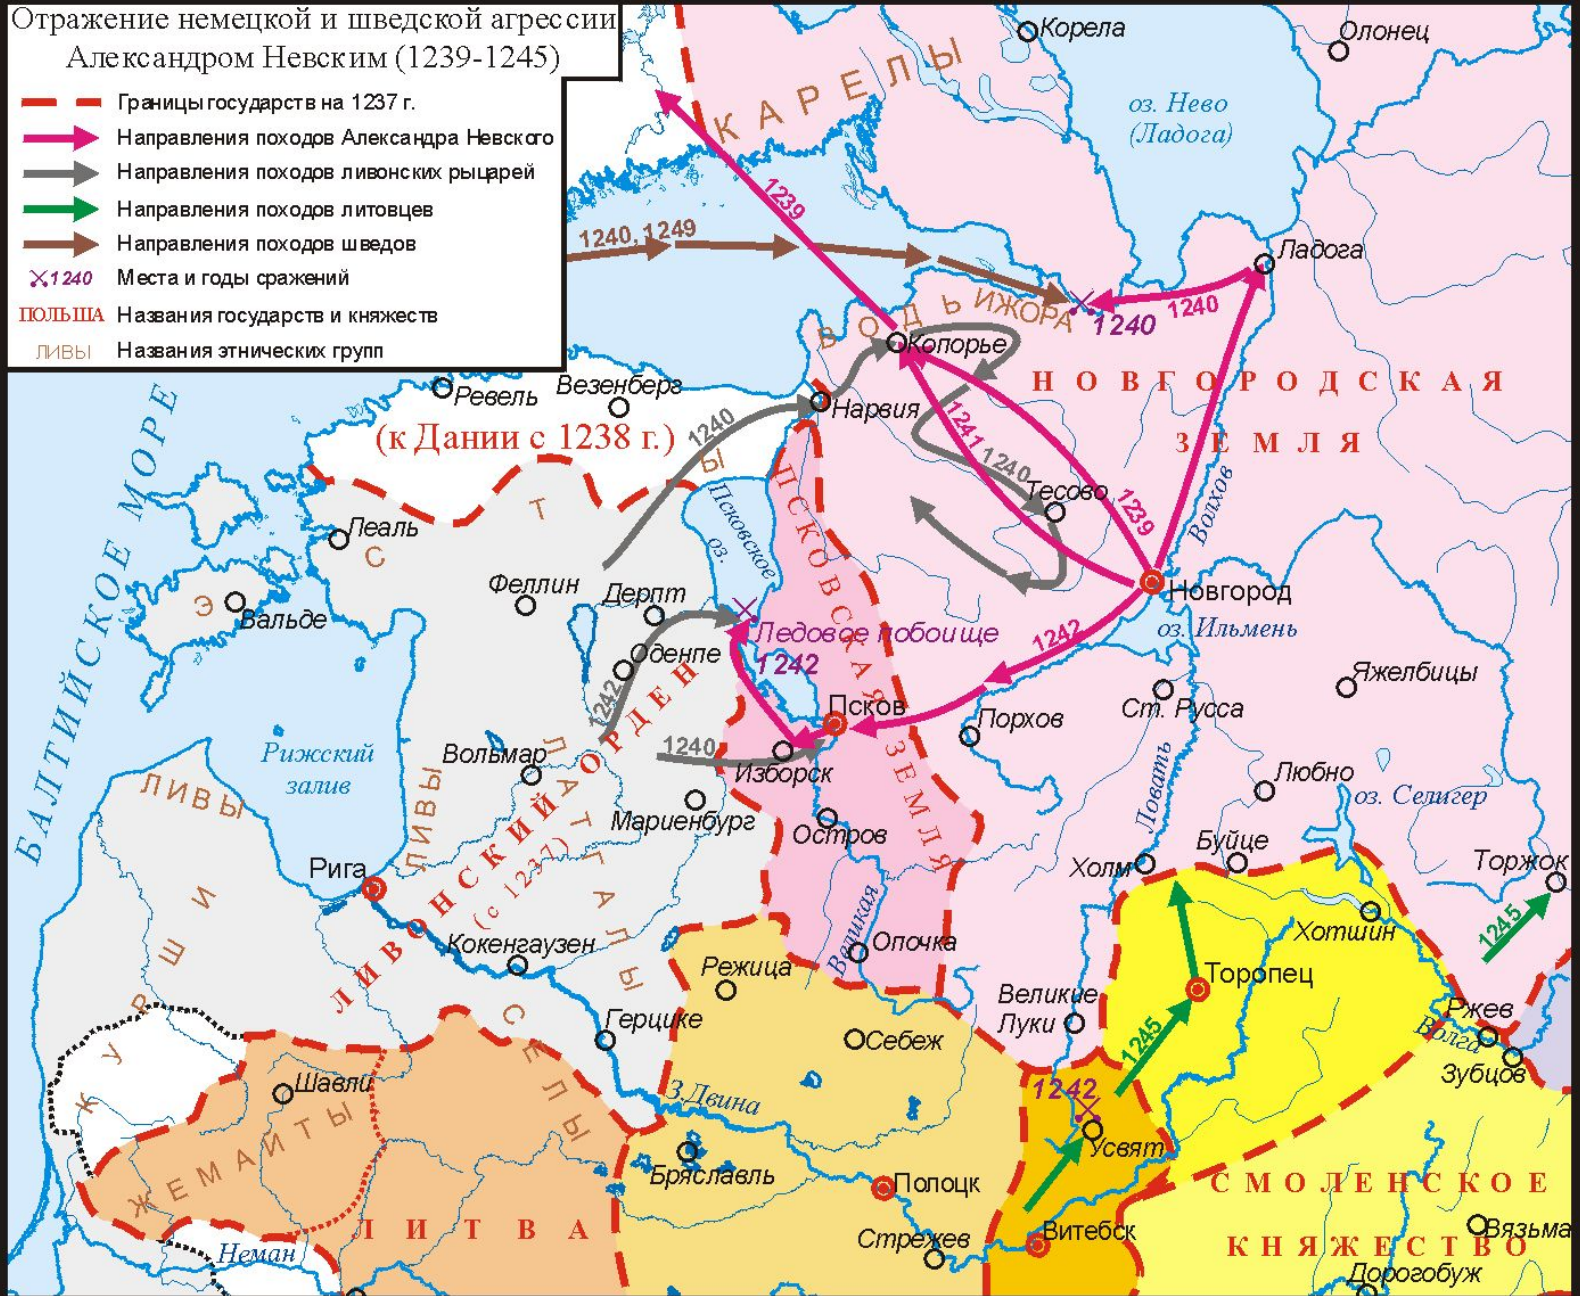 Отражение немецкой и шведской агрессии
Александром Невским (1239-1245)
Границы государств на 1237 г.
Направления походов Александра Невского
Направления походов ливонских рыцарей
Направления походов литовцев
Направления походов шведов
1240 Места и годы сражений
ПОЛЬША Названия государств и княжеств
ЛИВЫ Названия этнических групп
Корела
Олонец
КАРЕЛЫ
оз. Нево
(Ладога)
1239
1240, 1249
Ладога
1240
1240
ВОДЬ
ИЖОРА
Копорье
НОВГОРОДСКАЯ
ЗЕМЛЯ
Ревель
Везенберг
Нарвия
(к Дании с 1238 г.)
1240
1241
1240
1239
Тесово
Волхов
БАЛТИЙСКОЕ МОРЕ
ЭСТЫ
Псковское
оз.
ПСКОВСКАЯ ЗЕМЛЯ
Леаль
Феллин
Дерпт
Вальде
Новгород
оз. Ильмень
Ледовое побоище
1242
1242
Оденпе
1242
Яжелбицы
Ст. Русса
Псков
Порхов
1240
Изборск
Рижский
залив
Вольмар
ЛИВЫ
ЛИВЫ
ЛАТГАЛЫ
Мариенбург
Остров
Ловать
Любно
оз. Селигер
Буйце
Холм
Торжок
Рига
ЛИВОНСКИЙ ОРДЕН
(с 1237)
Кокенгаузен
Великая
Опочка
Хотшин
1245
Режица
Торопец
КУРШИ
СЕЛЫ
Герцике
Великие
Луки
Себеж
1245
Ржев
Волга
Зубцов
Шавли
З.Двина
1242
Усвят
ЖЕМАЙТЫ
Бряславль
Полоцк
СМОЛЕНСКОЕ
КНЯЖЕСТВО
ЛИТВА
Неман
Стрежев
Витебск
Вязьма
Дорогобуж